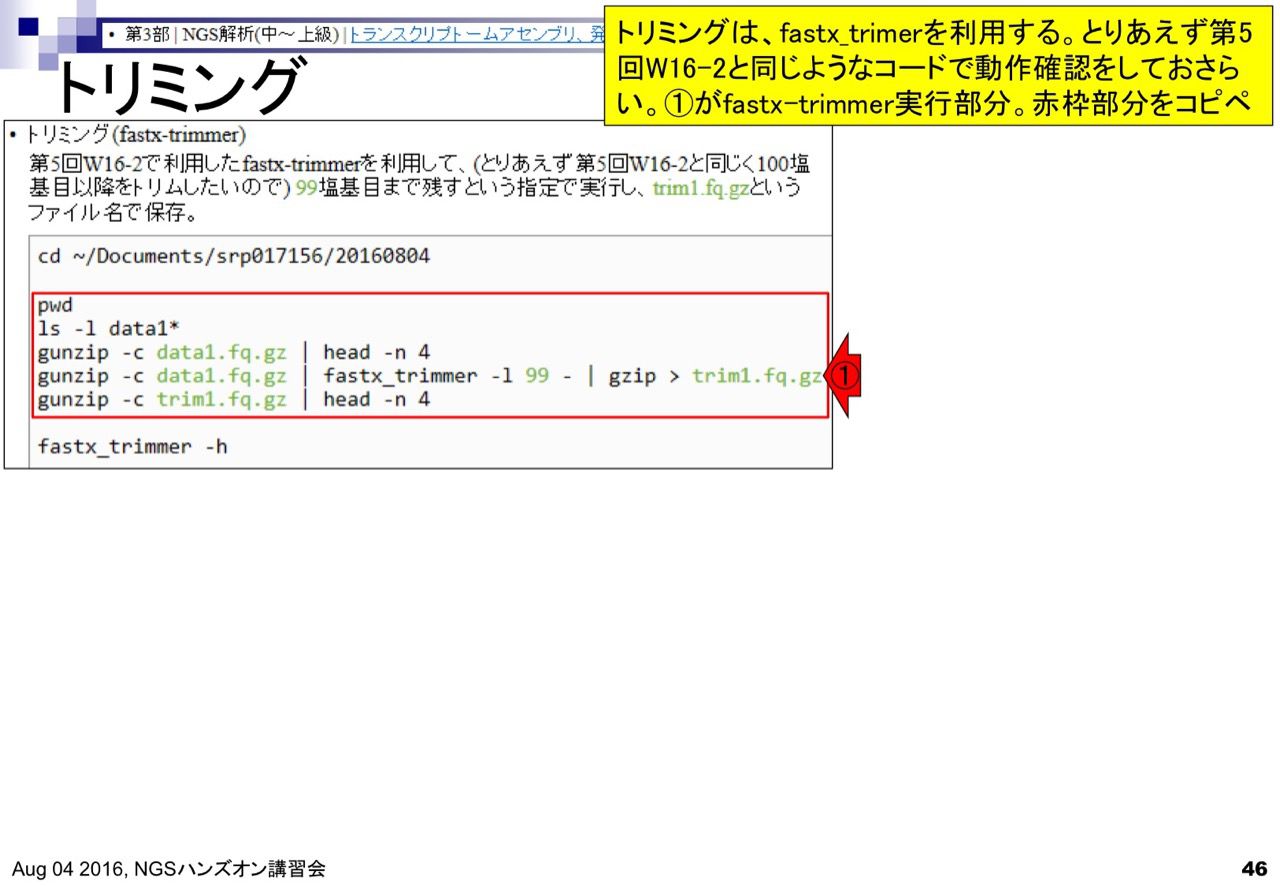 ・ 第3部 | NGS解析(中～上級) | トランスクリプトームアセンブリ、発
トリミングは、fastx_trimerを利用する。とりあえず第5
回W16-2と同じようなコードで動作確認をしておさら
い。①がfastx-trimmer実行部分。赤枠部分をコピペ
トリミング
• トリミング(fastx-trimmer)
第5回W16-2で利用したfastx-trimmerを利用して、(とりあえず第5回W16-2と同じく100塩
基目以降をトリムしたいので) 99塩基目まで残すという指定で実行し、trim1.fq.gzという
ファイル名で保存。
cd ~/Documents/srp017156/20160804
pwd
ls -l data1*
gunzip -c data1.fq.gz | head -n 4
gunzip -c data1.fq.gz | fastx_trimmer -l 99 - | gzip > trim1.fq.gz ①
gunzip -c trim1.fq.gz | head -n 4
fastx_trimmer -h
Aug 04 2016, NGSハンズオン講習会
46